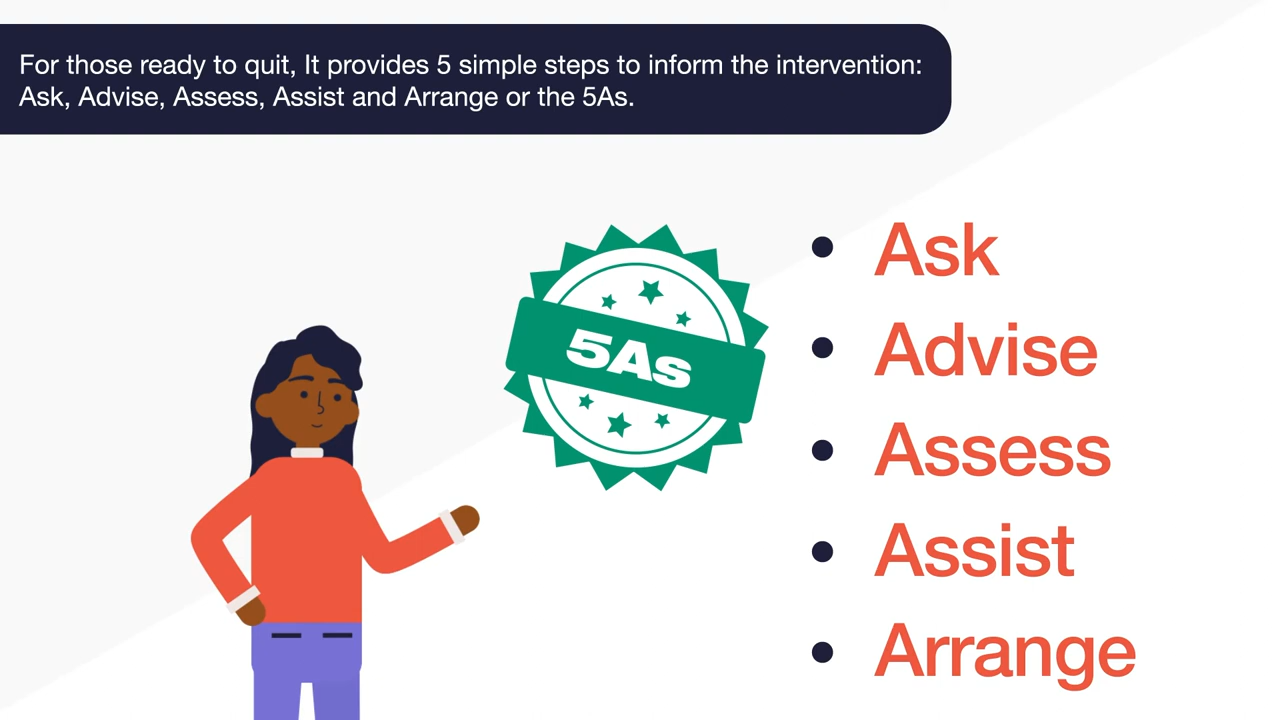 For those ready to quit, It provides 5 simple steps to inform the intervention:
Ask, Advise, Assess, Assist and Arrange or the 5As.
5As
• Ask
• Advise
• Assess
• Assist
• Arrange